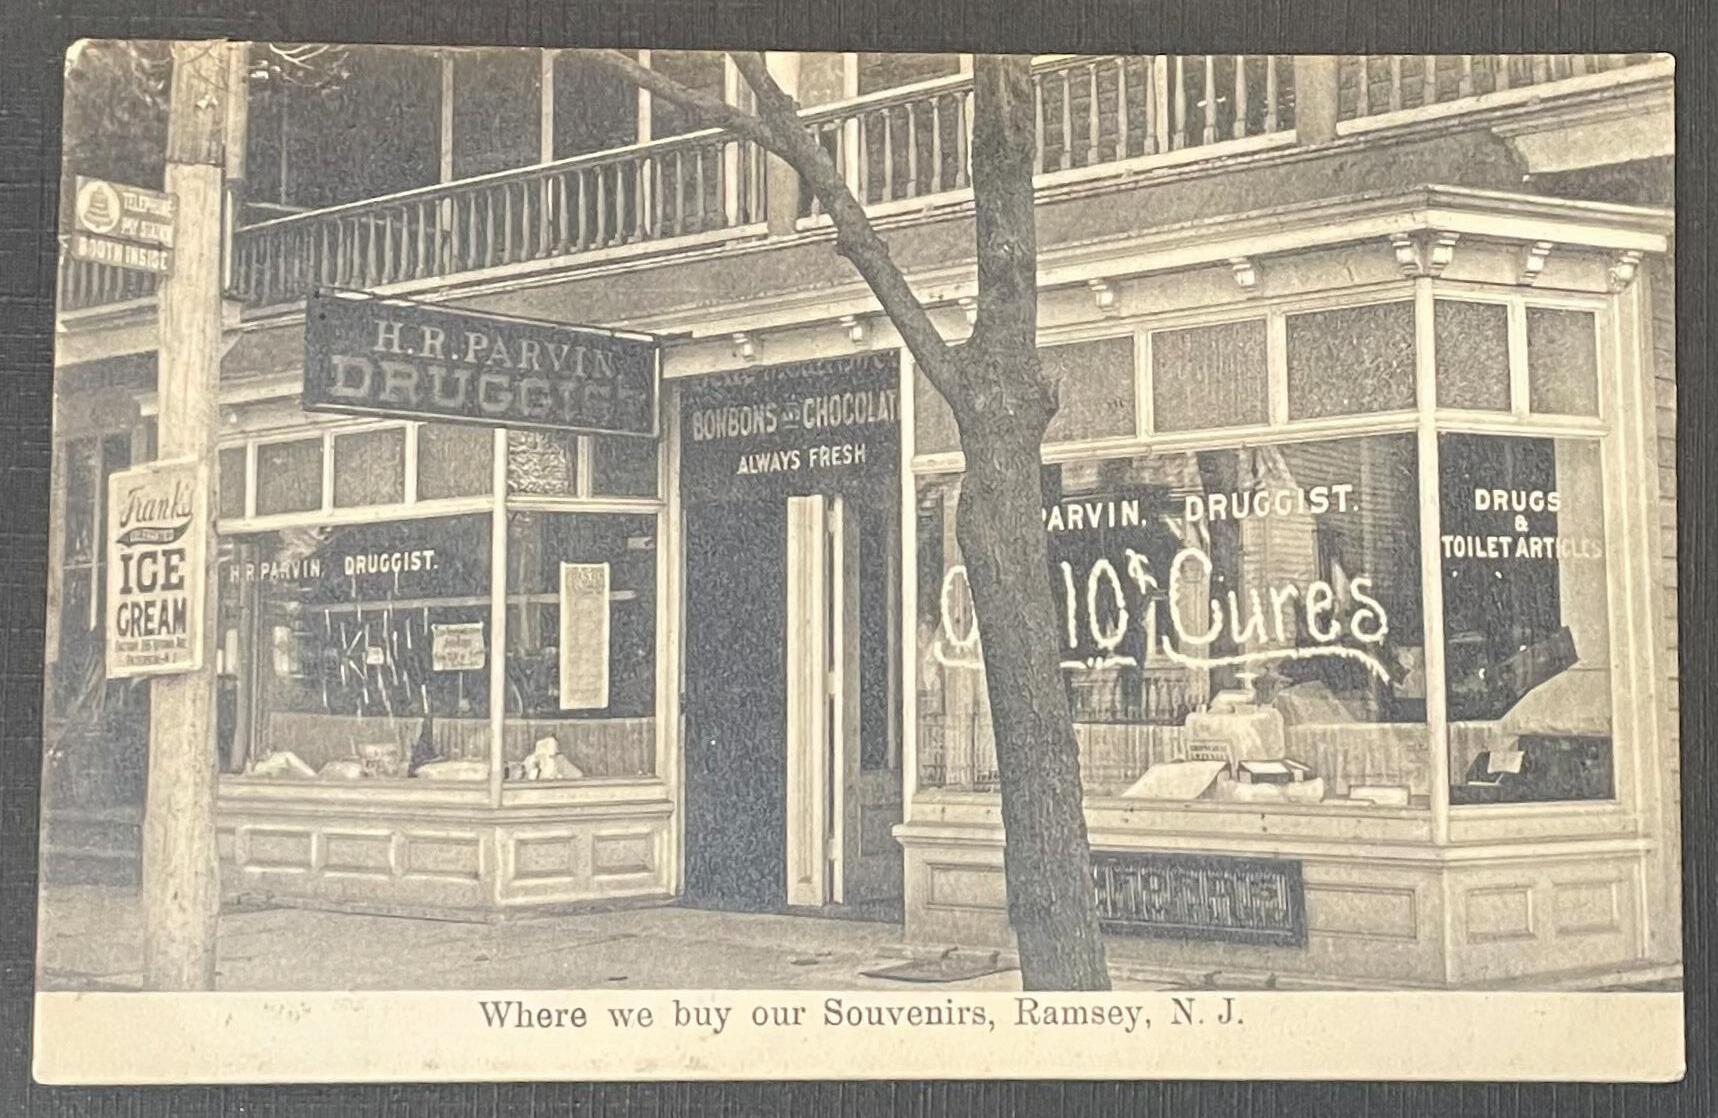 TELEPHONE
PAY STATION
BOOTH INSIDE
H.R. PARVIN
DRUGGIST
BONBONS AND CHOCOLAT
ALWAYS FRESH
Frank's
ICE
CREAM
H R PARVIN, DRUGGIST.
PARVIN, DRUGGIST.
10¢ Cures
DRUGS
&
TOILET ARTICLES
Where we buy our Souvenirs, Ramsey, N. J.